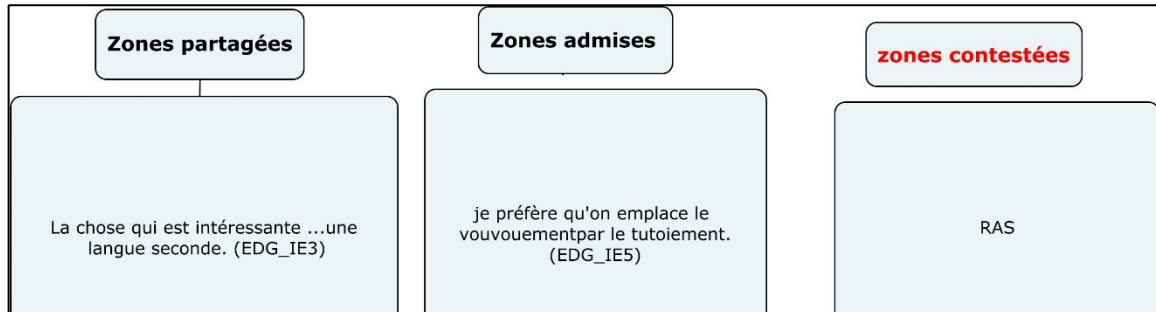 Zones partagées
Zones admises
zones contestées
La chose qui est intéressante ...une
langue seconde. (EDG_IE3)
je préfère qu'on emplace le
vouvouementpar le tutoiement.
(EDG_IE5)
RAS